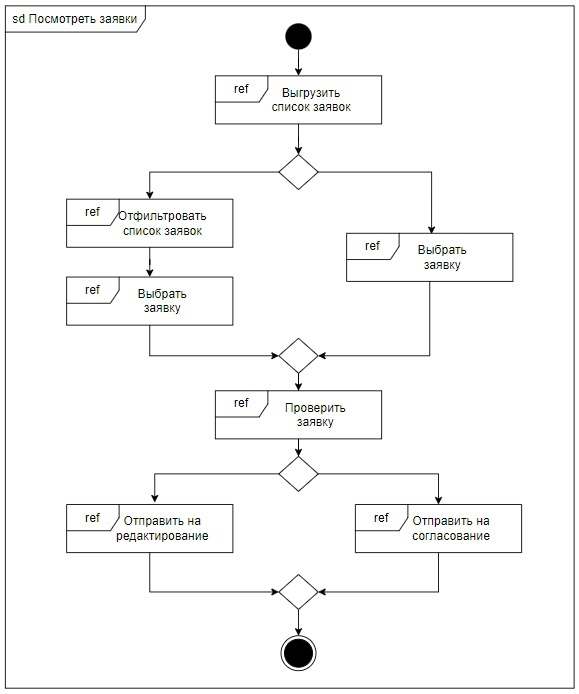 sd Посмотреть заявки
ref
Выгрузить
список заявок
ref
Отфильтровать
список заявок
ref
Выбрать
заявку
ref
Выбрать
заявку
ref
Проверить
заявку
ref
Отправить на
редактирование
ref
Отправить на
согласование